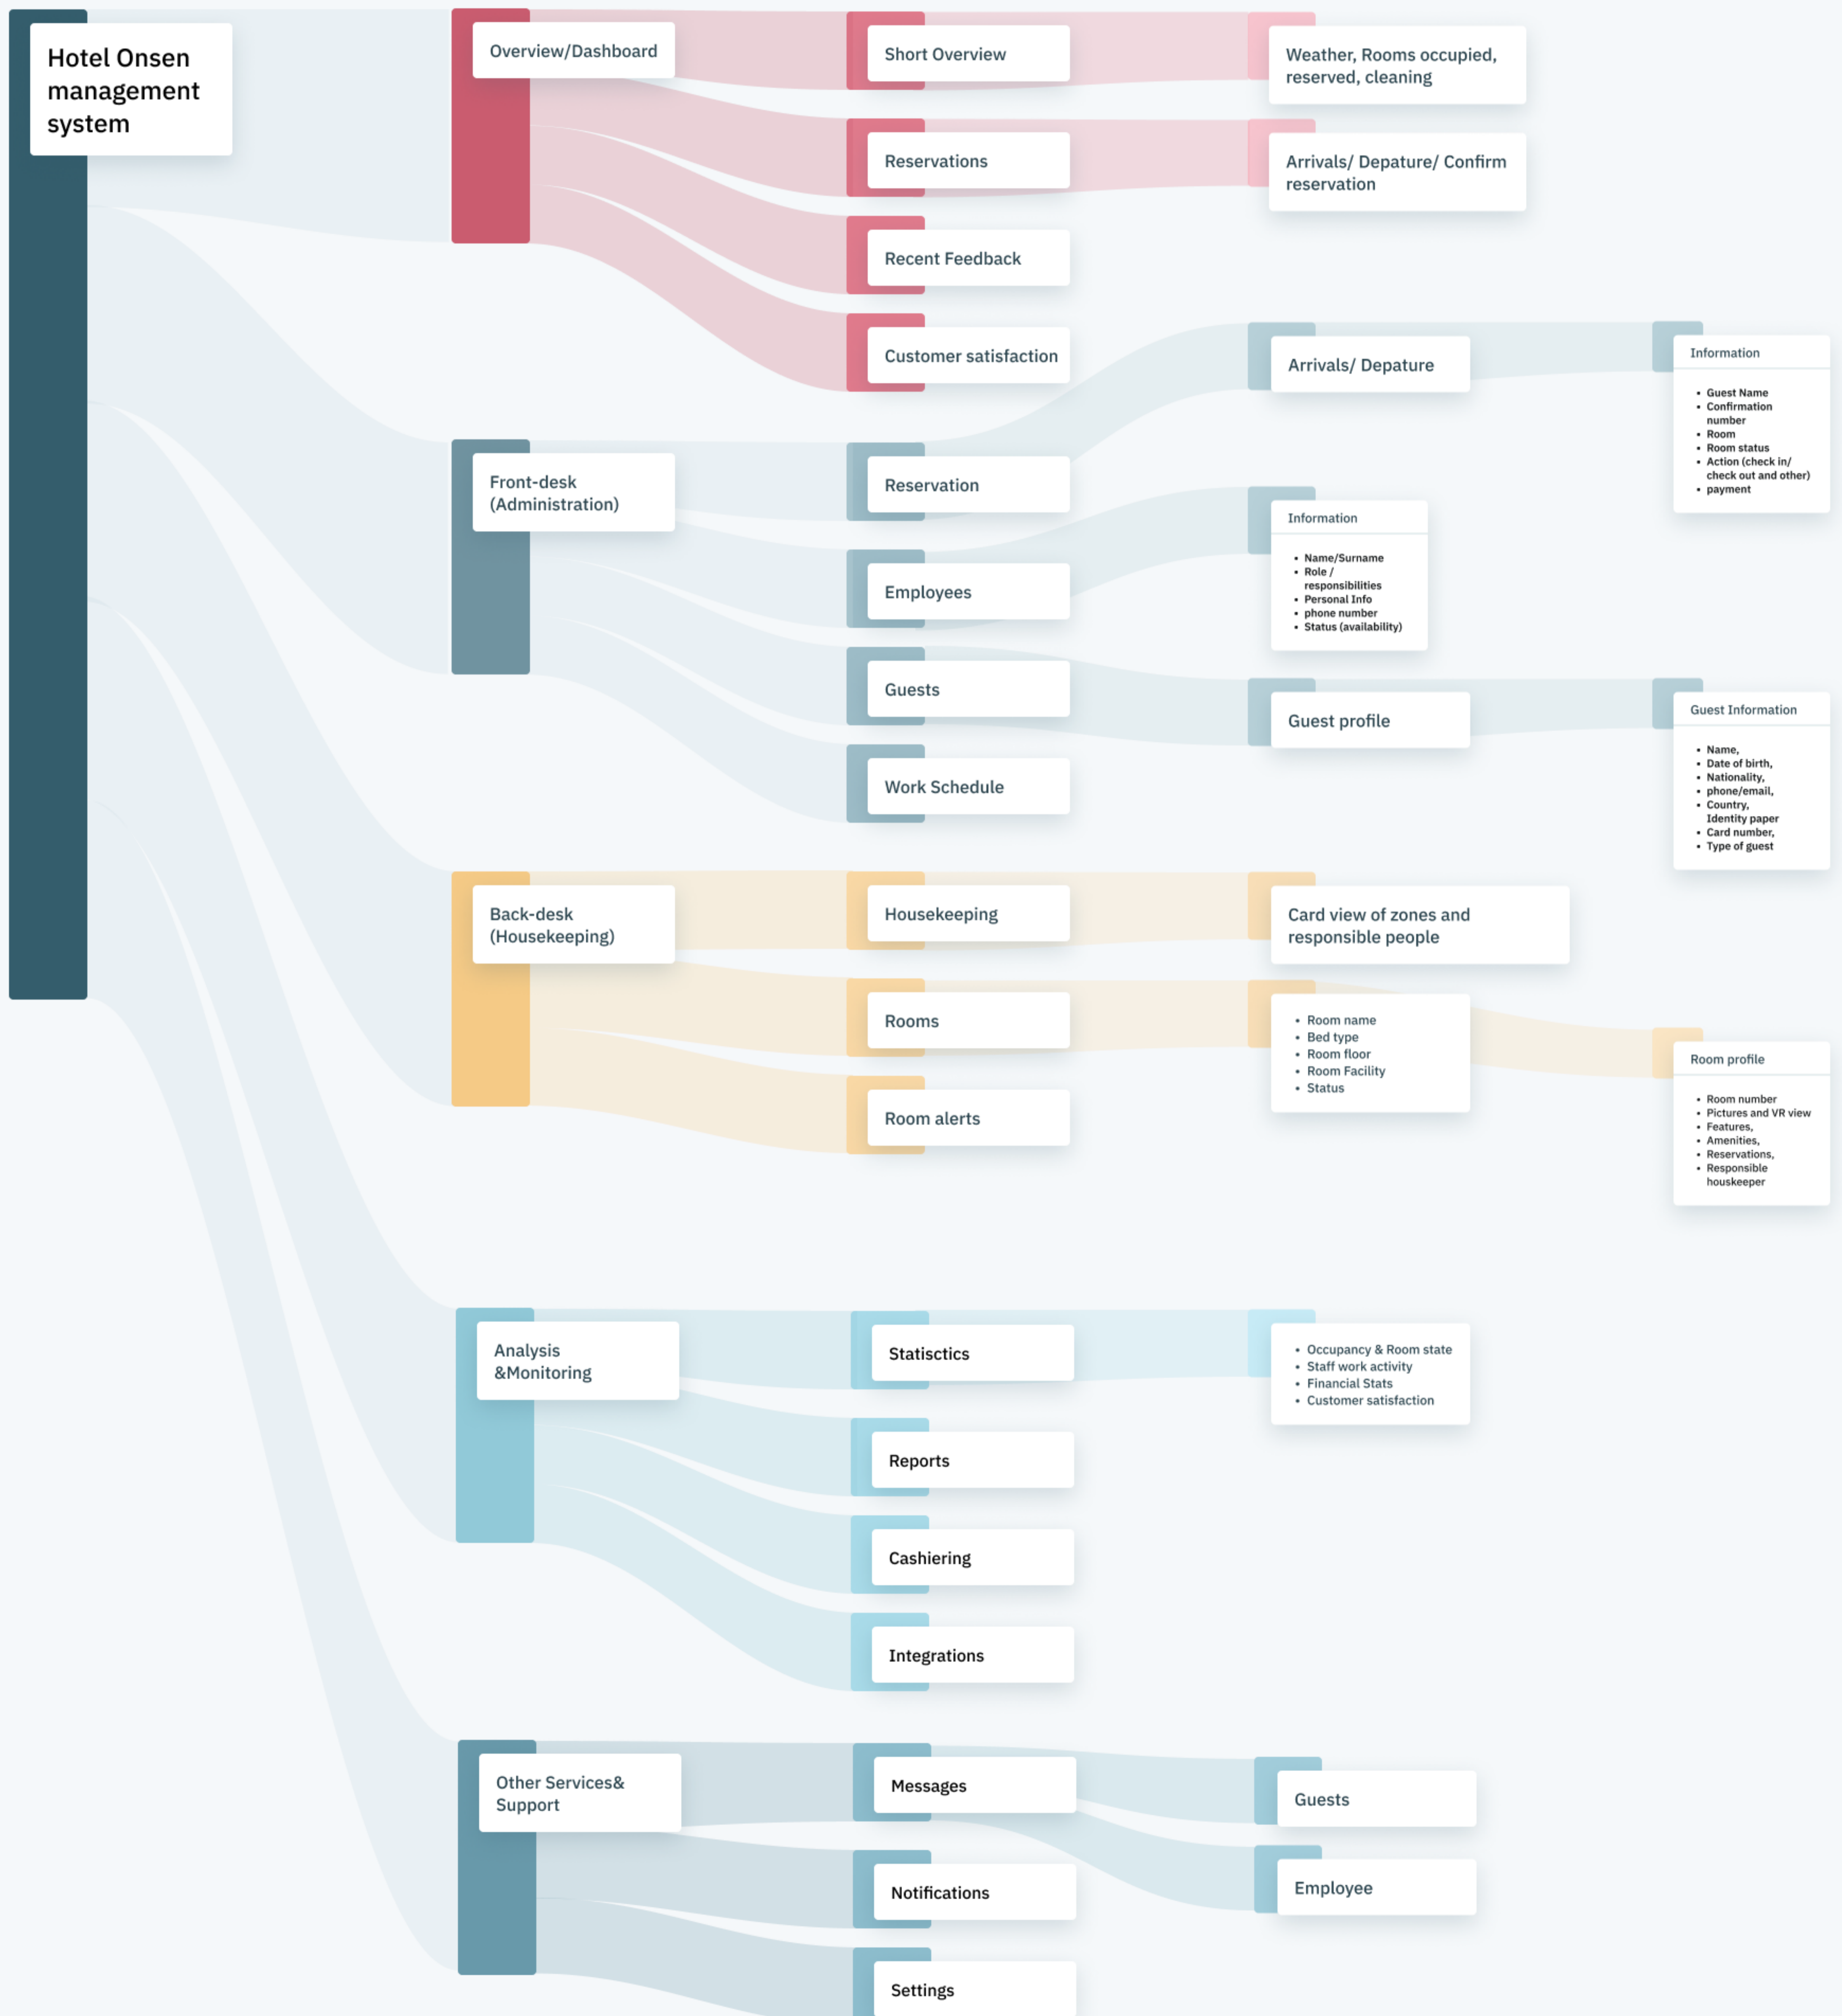 Hotel Onsen
management
system
Overview/Dashboard
Short Overview
Weather, Rooms occupied,
reserved, cleaning
Reservations
Arrivals/ Depature/ Confirm
reservation
Recent Feedback
Customer satisfaction
Front-desk
(Administration)
Reservation
Arrivals/ Depature
Information
• Guest Name
• Confirmation
number
• Room
• Room status
• Action (check in/
check out and other)
• payment
Employees
Information
• Name/Surname
• Role /
responsibilities
• Personal Info
• phone number
• Status (availability)
Guests
Guest profile
Guest Information
• Name,
• Date of birth,
• Nationality,
• phone/email,
• Country,
Identity paper
• Card number,
• Type of guest
Work Schedule
Back-desk
(Housekeeping)
Housekeeping
Card view of zones and
responsible people
Rooms
• Room name
• Bed type
• Room floor
• Room Facility
• Status
Room profile
• Room number
• Pictures and VR view
• Features,
• Amenities,
• Reservations,
• Responsible
houskeeper
Room alerts
Analysis
&Monitoring
Statisctics
• Occupancy & Room state
• Staff work activity
• Financial Stats
• Customer satisfaction
Reports
Cashiering
Integrations
Other Services&
Support
Messages
Guests
Employee
Notifications
Settings